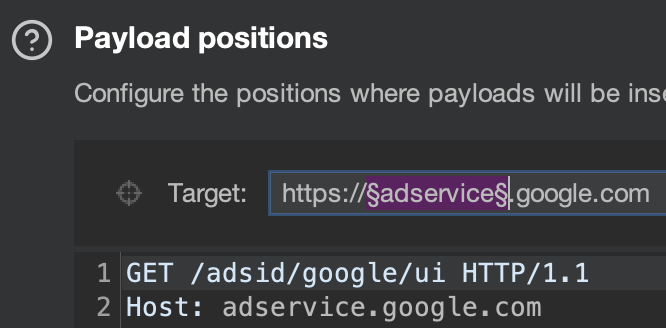 Payload positions
Configure the positions where payloads will be
Target: https://§adservice§.google.com
1 GET /adsid/google/ui HTTP/1.1
2 Host: adservice.google.com